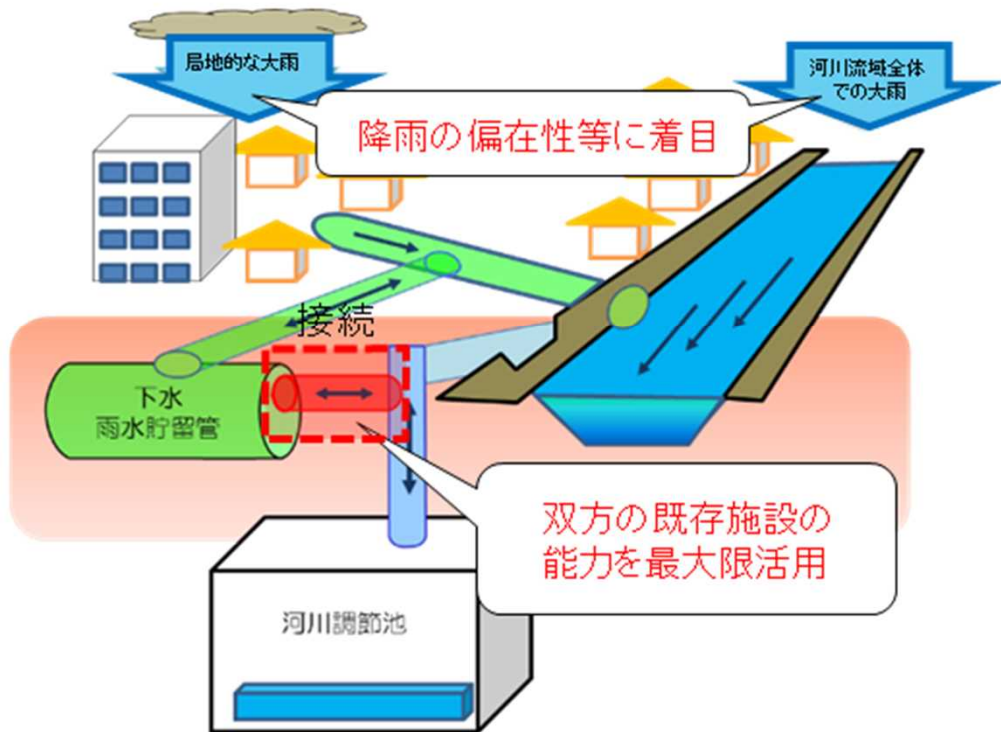 局地的な大雨
河川流域全体
での大雨
降雨の偏在性等に着目
接続
下水
雨水貯留管
双方の既存施設の
能力を最大限活用
河川調節池